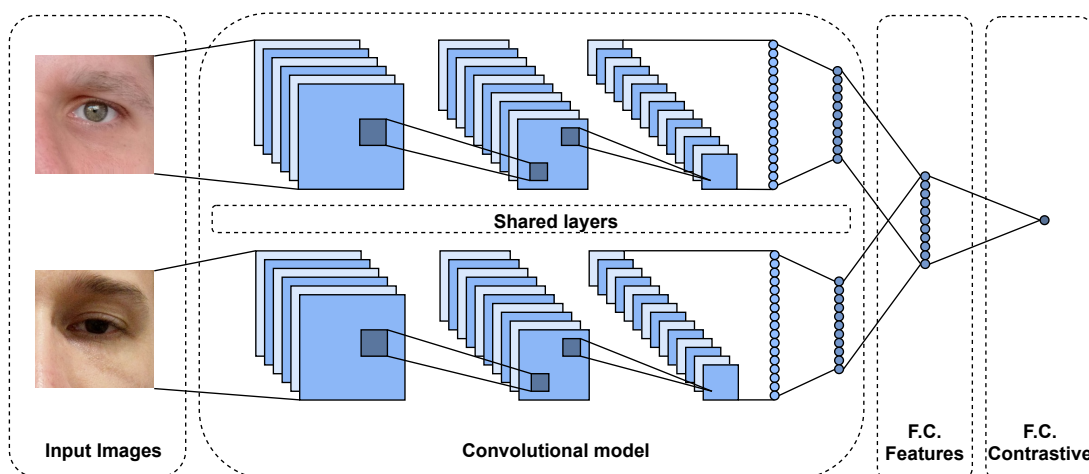 Shared layers
Input Images
Convolutional model
F.C.
Features
F.C.
Contrastive